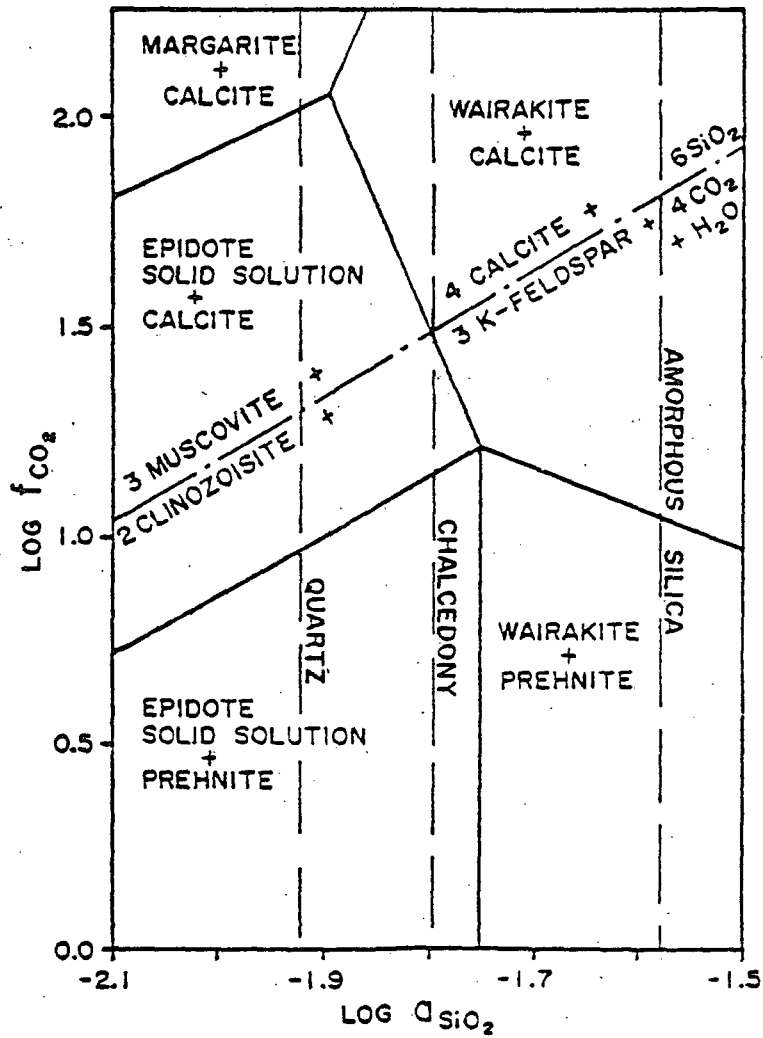 MARGARITE
+
CALCITE
WAIRAKITE
+
CALCITE
EPIDOTE
SOLID SOLUTION
+
CALCITE
3 MUSCOVITE +
4 CALCITE +
6SiO2
2 CLINOZOISITE +
3 K-FELDSPAR +
4CO2
+ H2O
AMORPHOUS SILICA
CHALCEDONY
QUARTZ
WAIRAKITE
+
PREHNITE
EPIDOTE
SOLID SOLUTION
+
PREHNITE
LOG fCO2
2.0
1.5
1.0
0.5
0.0
-2.1
-1.9
-1.7
-1.5
LOG aSiO2